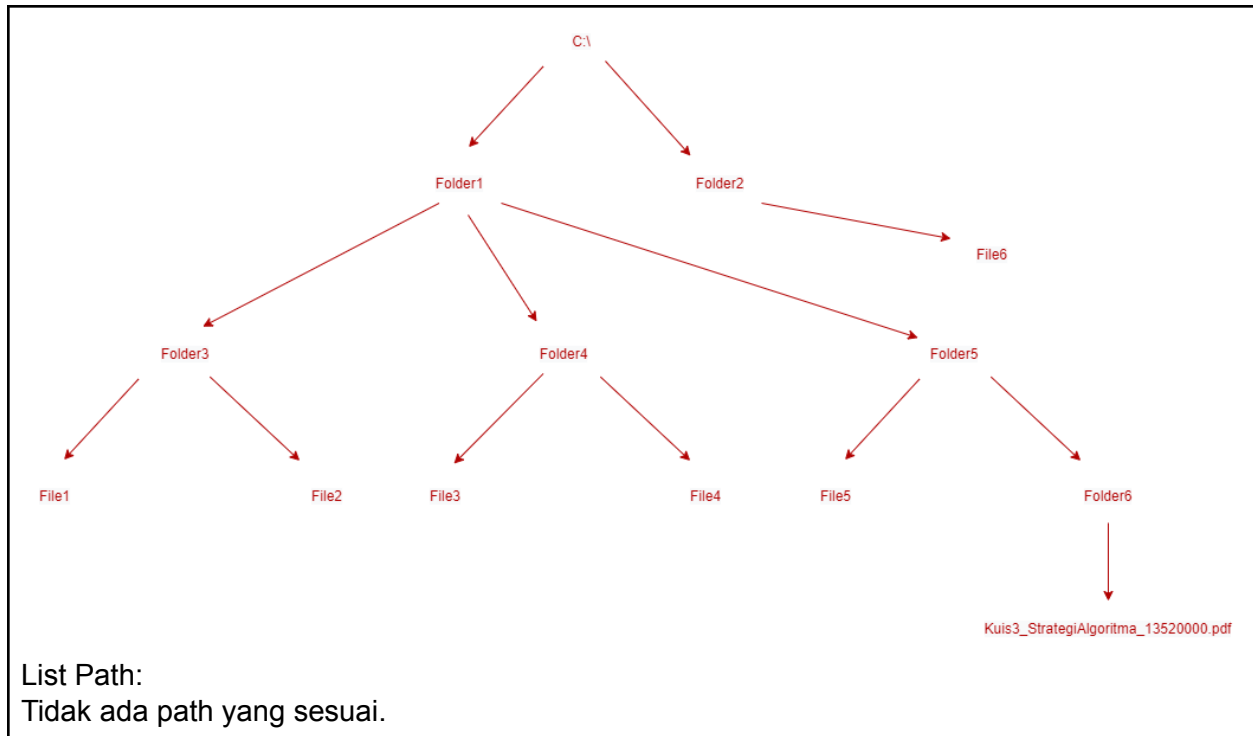 C:\
Folder1
Folder2
File6
Folder3
Folder4
Folder5
File1
File2
File3
File4
File5
Folder6
Kuis3_StrategiAlgoritma_13520000.pdf
List Path:
Tidak ada path yang sesuai.